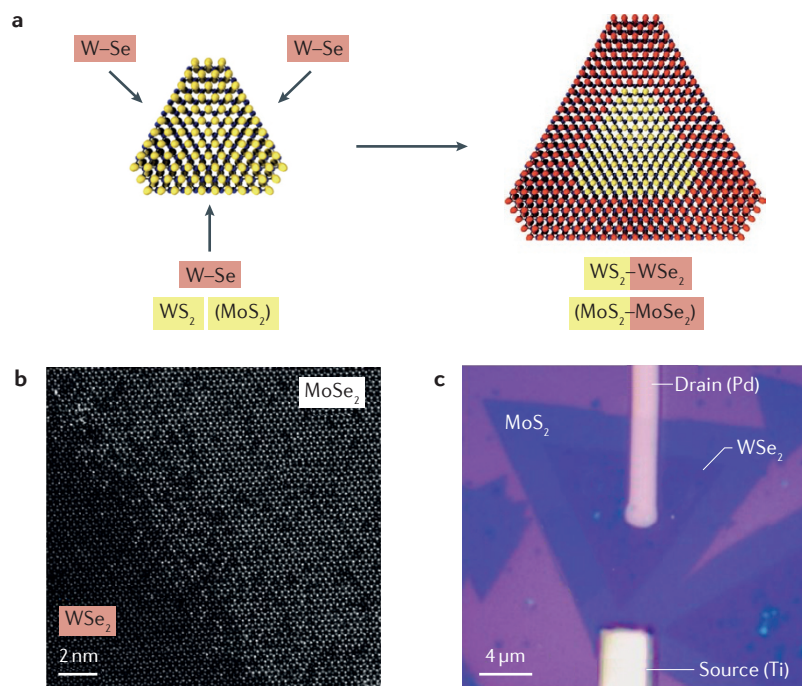 a
W–Se W–Se
W–Se
WS₂ (MoS₂)
WS₂–WSe₂
(MoS₂–MoSe₂)
b
MoSe₂
WSe₂
2 nm
c
Drain (Pd)
MoS₂
WSe₂
4 µm
Source (Ti)